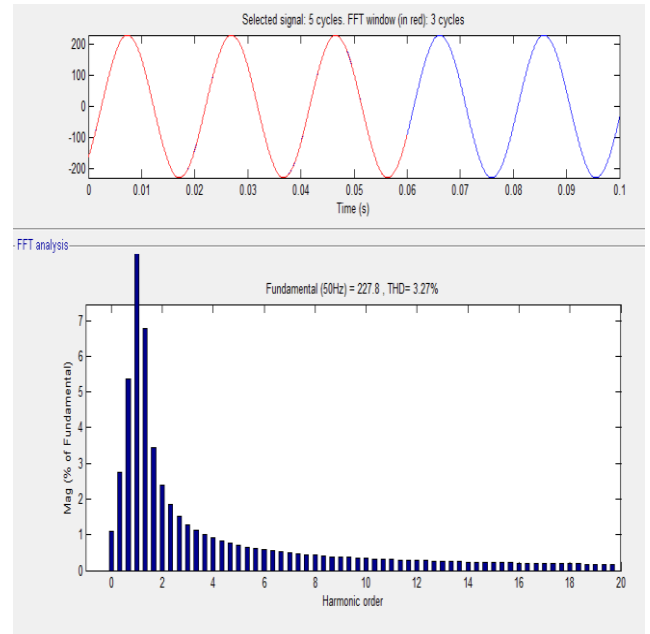 Selected signal: 5 cycles. FFT window (in red): 3 cycles
200
100
0
-100
-200
0 0.01 0.02 0.03 0.04 0.05 0.06 0.07 0.08 0.09 0.1
Time (s)
FFT analysis
Fundamental (50Hz) = 227.8 , THD= 3.27%
7
6
5
4
3
2
1
0
Mag (% of Fundamental)
0 2 4 6 8 10 12 14 16 18 20
Harmonic order